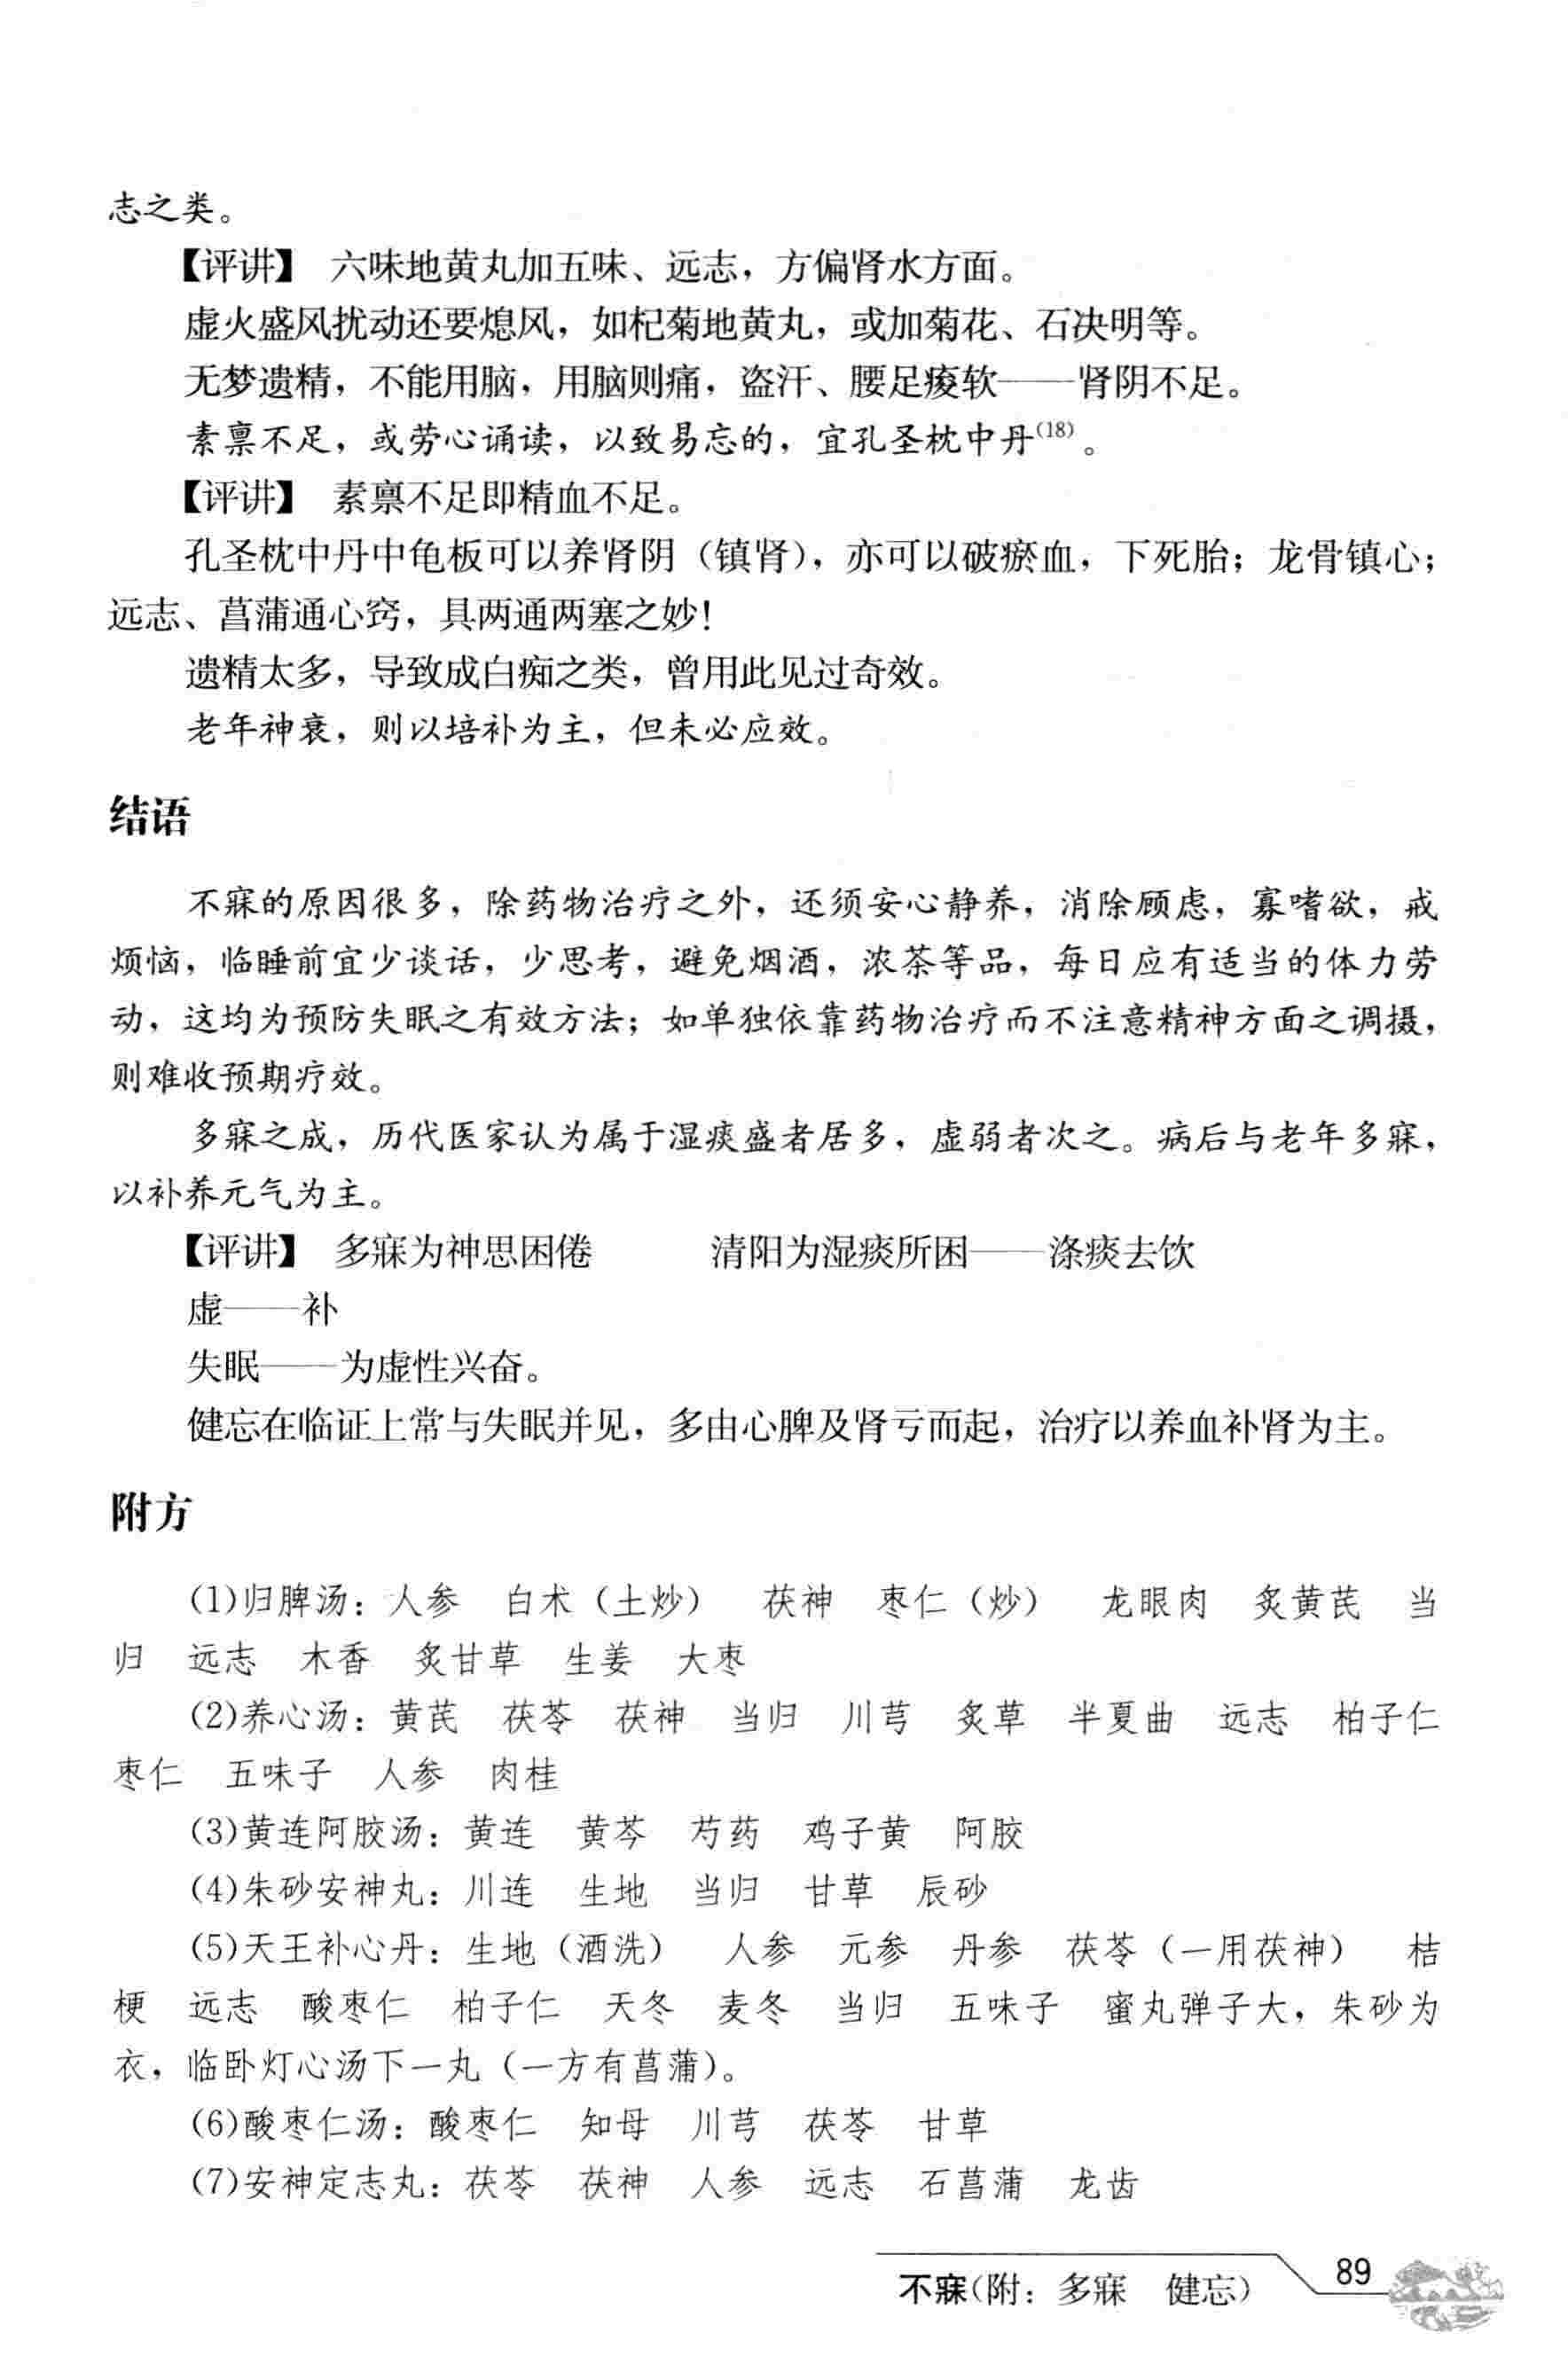 志之类。
【评讲】 六味地黄丸加五味、远志，方偏肾水方面。
虚火盛风扰动还要熄风，如杞菊地黄丸，或加菊花、石决明等。
无梦遗精，不能用脑，用脑则痛，盗汗、腰足痠软——肾阴不足。
素禀不足，或劳心诵读，以致易忘的，宜孔圣枕中丹(18)。
【评讲】 素禀不足即精血不足。
孔圣枕中丹中龟板可以养肾阴（镇肾），亦可以破瘀血，下死胎；龙骨镇心；
远志、菖蒲通心窍，具两通两塞之妙！
遗精太多，导致成白痴之类，曾用此见过奇效。
老年神衰，则以培补为主，但未必应效。
结语
不寐的原因很多，除药物治疗之外，还须安心静养，消除顾虑，寡嗜欲，戒
烦恼，临睡前宜少谈话，少思考，避免烟酒，浓茶等品，每日应有适当的体力劳
动，这均为预防失眠之有效方法；如单独依靠药物治疗而不注意精神方面之调摄，
则难收预期疗效。
多寐之成，历代医家认为属于湿痰盛者居多，虚弱者次之。病后与老年多寐，
以补养元气为主。
【评讲】 多寐为神思困倦 清阳为湿痰所困——涤痰去饮
虚——补
失眠——为虚性兴奋。
健忘在临证上常与失眠并见，多由心脾及肾亏而起，治疗以养血补肾为主。
附方
(1)归脾汤：人参 白术（土炒） 茯神 枣仁（炒） 龙眼肉 炙黄芪 当
归 远志 木香 炙甘草 生姜 大枣
(2)养心汤：黄芪 茯苓 茯神 当归 川芎 炙草 半夏曲 远志 柏子仁
枣仁 五味子 人参 肉桂
(3)黄连阿胶汤：黄连 黄芩 芍药 鸡子黄 阿胶
(4)朱砂安神丸：川连 生地 当归 甘草 辰砂
(5)天王补心丹：生地（酒洗） 人参 元参 丹参 茯苓（一用茯神） 桔
梗 远志 酸枣仁 柏子仁 天冬 麦冬 当归 五味子 蜜丸弹子大，朱砂为
衣，临卧灯心汤下一丸（一方有菖蒲）。
(6)酸枣仁汤：酸枣仁 知母 川芎 茯苓 甘草
(7)安神定志丸：茯苓 茯神 人参 远志 石菖蒲 龙齿
不寐（附：多寐 健忘） 89